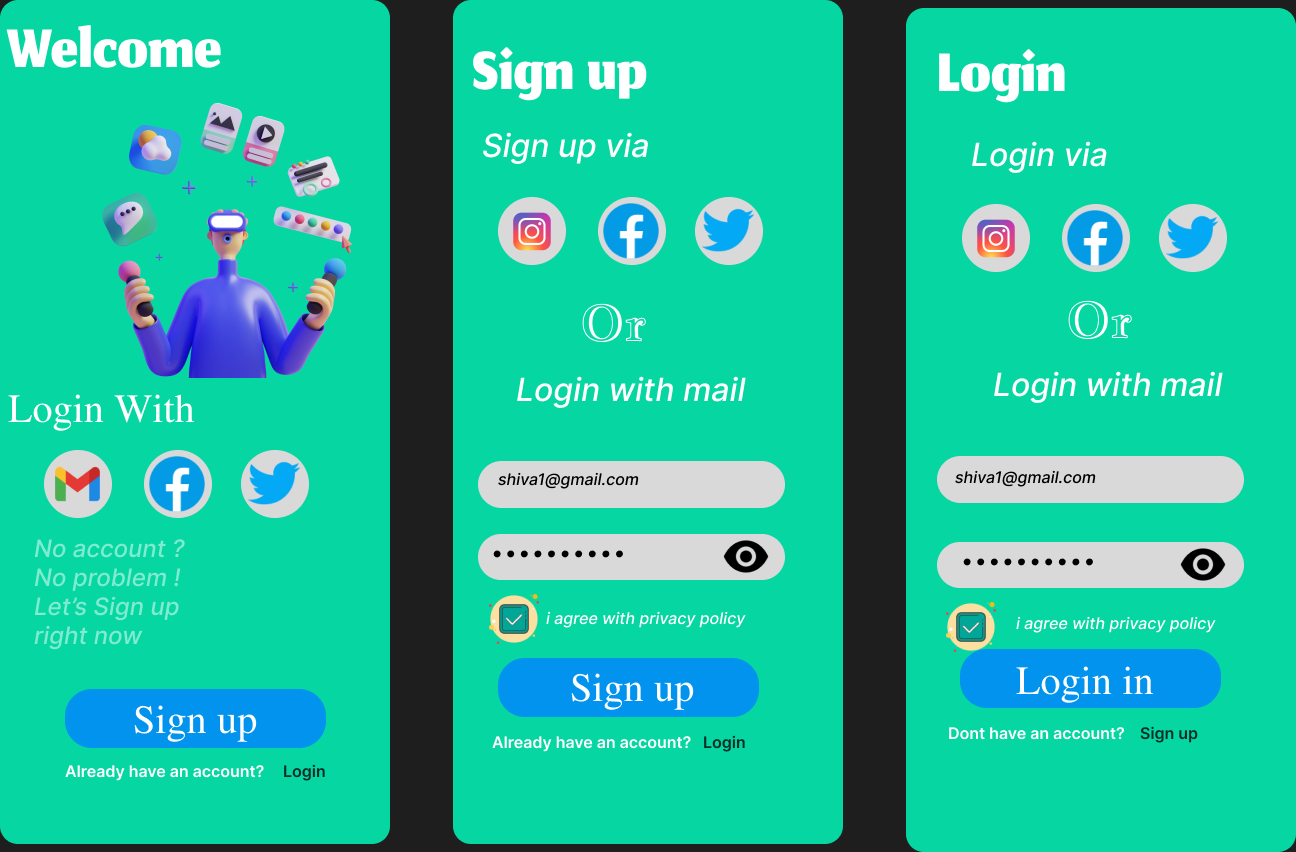 Welcome
Login With
No account ?
No problem !
Let's Sign up
right now
Sign up
Already have an account? Login
Sign up
Sign up via
Or
Login with mail
shiva1@gmail.com
i agree with privacy policy
Sign up
Already have an account? Login
Login
Login via
Or
Login with mail
shiva1@gmail.com
i agree with privacy policy
Login in
Dont have an account? Sign up